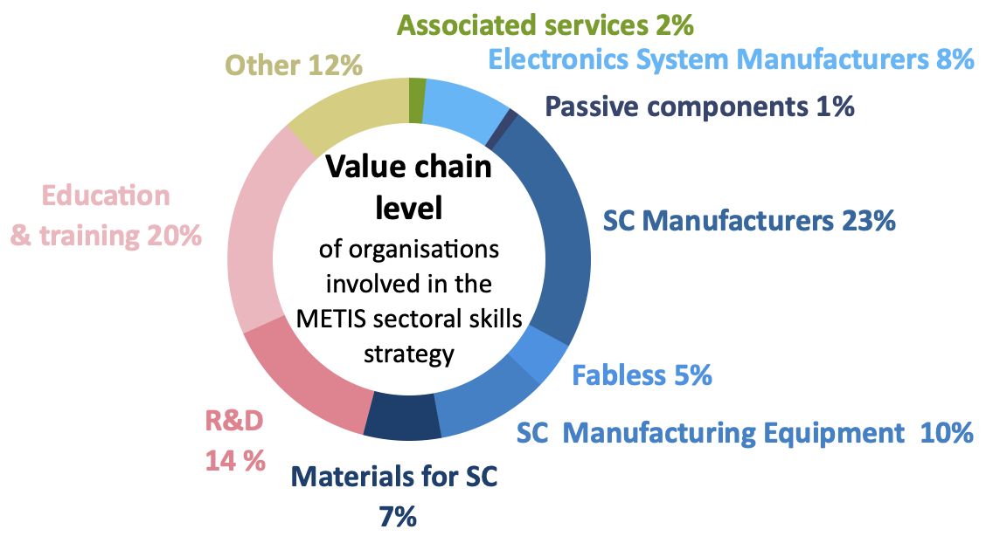 Associated services 2%
Electronics System Manufacturers 8%
Other 12%
Passive components 1%
Value chain
level
of organisations
involved in the
METIS sectoral skills
strategy
Education
& training 20%
SC Manufacturers 23%
Fabless 5%
R&D
14 %
SC Manufacturing Equipment 10%
Materials for SC
7%